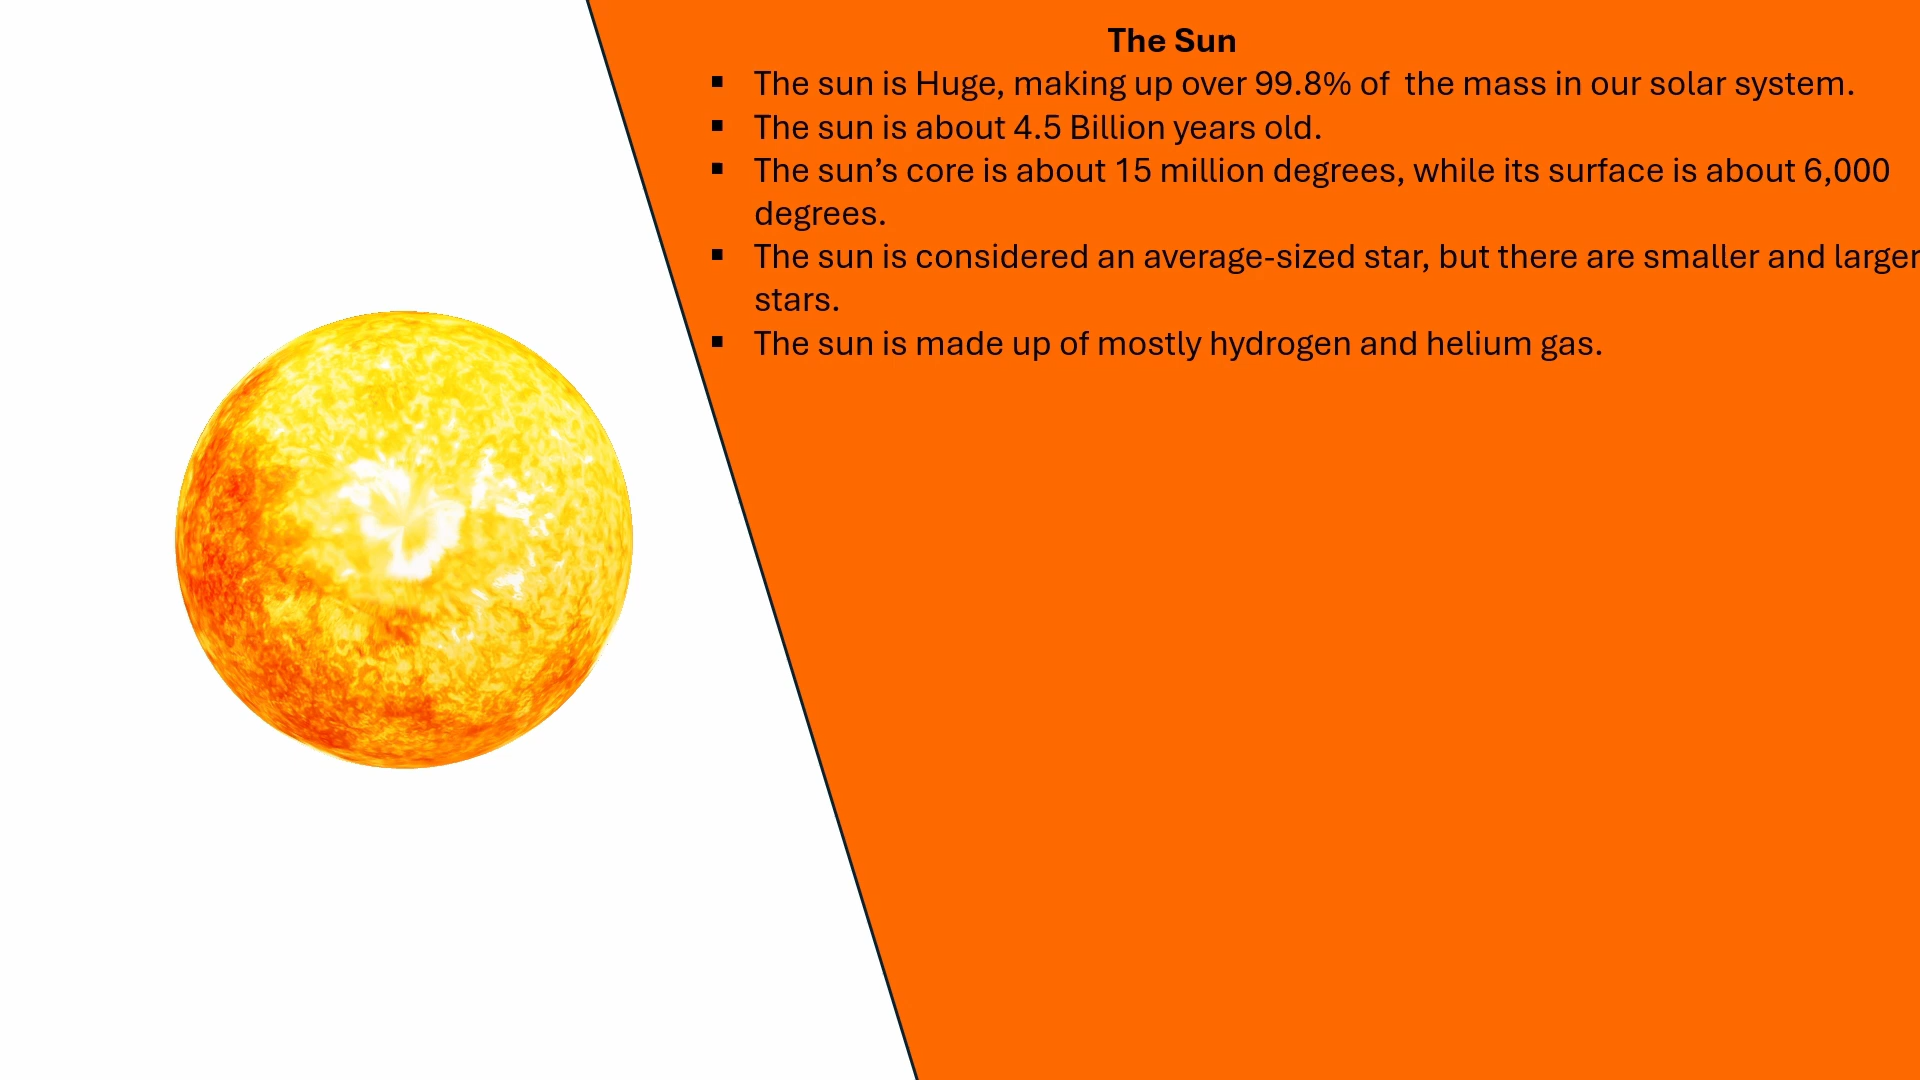 The Sun
▪ The sun is Huge, making up over 99.8% of  the mass in our solar system.
▪ The sun is about 4.5 Billion years old.
▪ The sun’s core is about 15 million degrees, while its surface is about 6,000
degrees.
▪ The sun is considered an average-sized star, but there are smaller and larger
stars.
▪ The sun is made up of mostly hydrogen and helium gas.